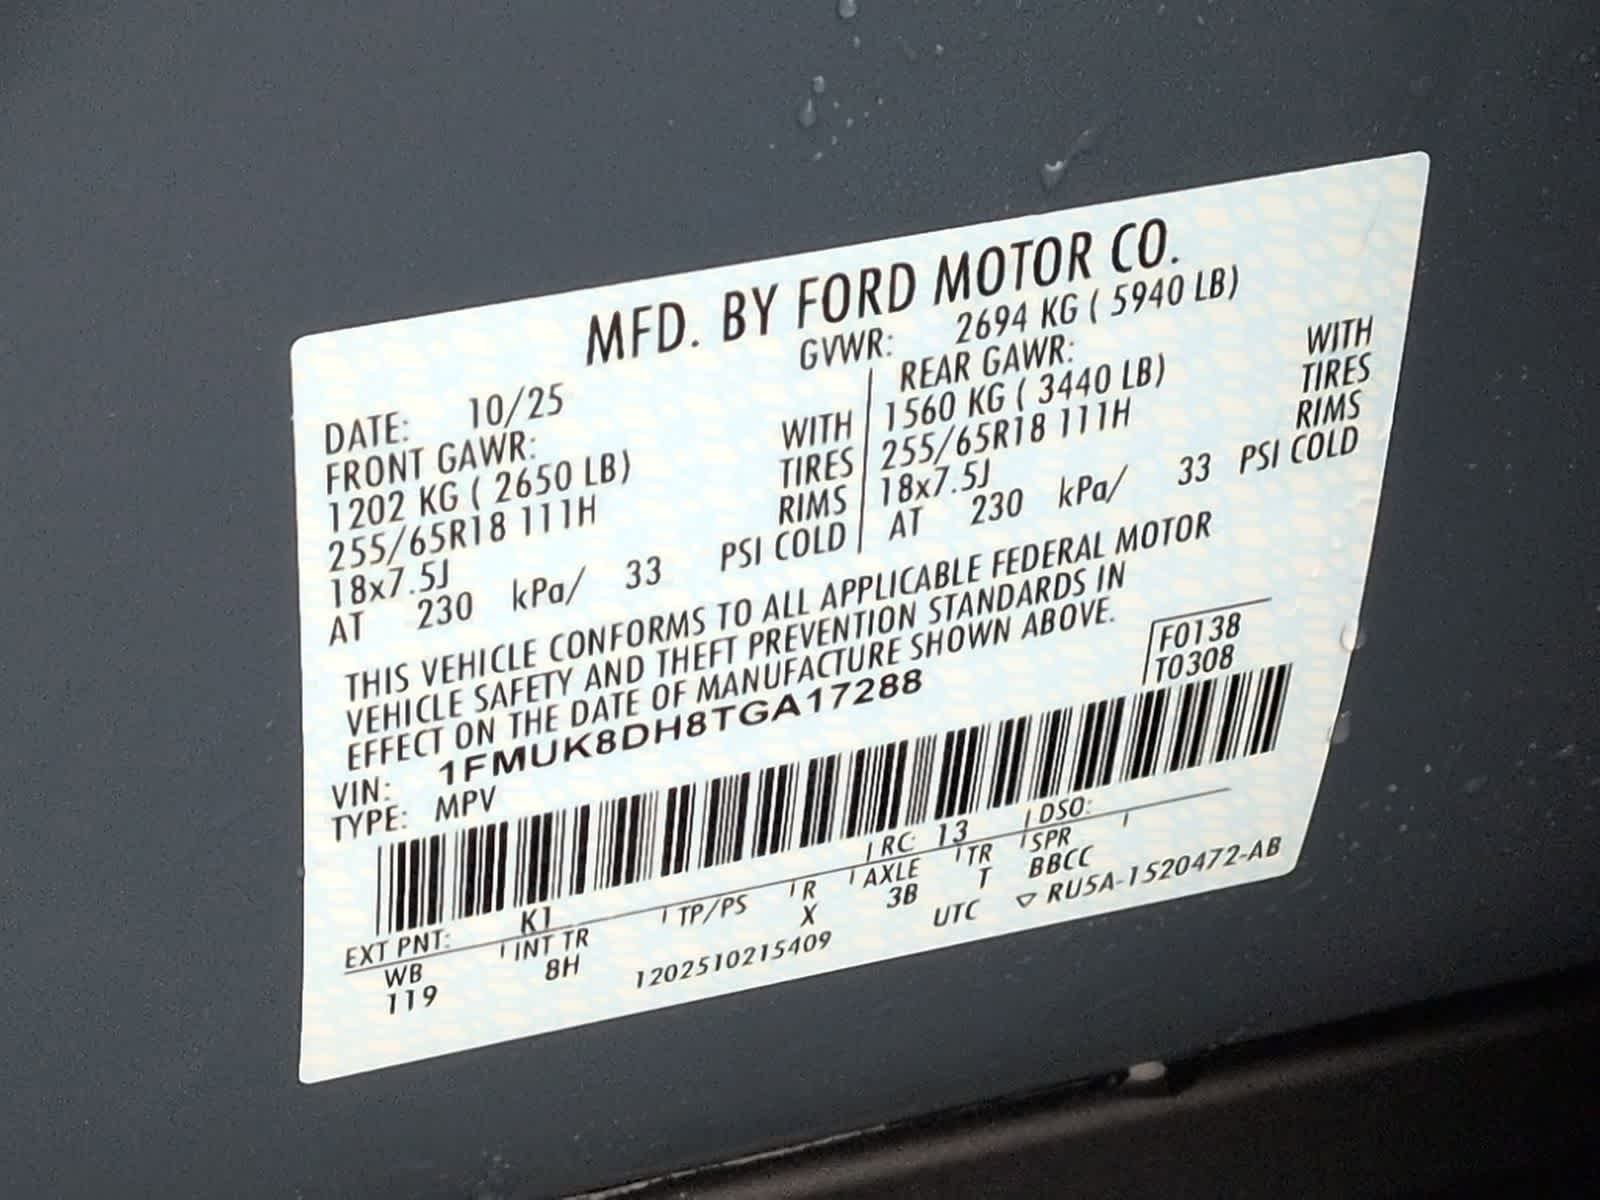 MFD. BY FORD MOTOR CO.
DATE: 10/25 GVWR: 2694 KG ( 5940 LB)
FRONT GAWR: REAR GAWR:
1202 KG ( 2650 LB) WITH 1560 KG ( 3440 LB) WITH
255/65R18 111H TIRES 255/65R18 111H TIRES
18x7.5J RIMS 18x7.5J RIMS
AT 230 kPa/ 33 PSI COLD AT 230 kPa/ 33 PSI COLD
THIS VEHICLE CONFORMS TO ALL APPLICABLE FEDERAL MOTOR
VEHICLE SAFETY AND THEFT PREVENTION STANDARDS IN
EFFECT ON THE DATE OF MANUFACTURE SHOWN ABOVE.
VIN: 1FMUK8DH8TGA17288 F0138
TYPE: MPV T0308
EXT PNT: K1 RC: 13 DSO:
WB INT TR TP/PS R AXLE TR SPR
119 8H X 3B T BBCC
1202510215409 UTC ▽ RU5A-1520472-AB